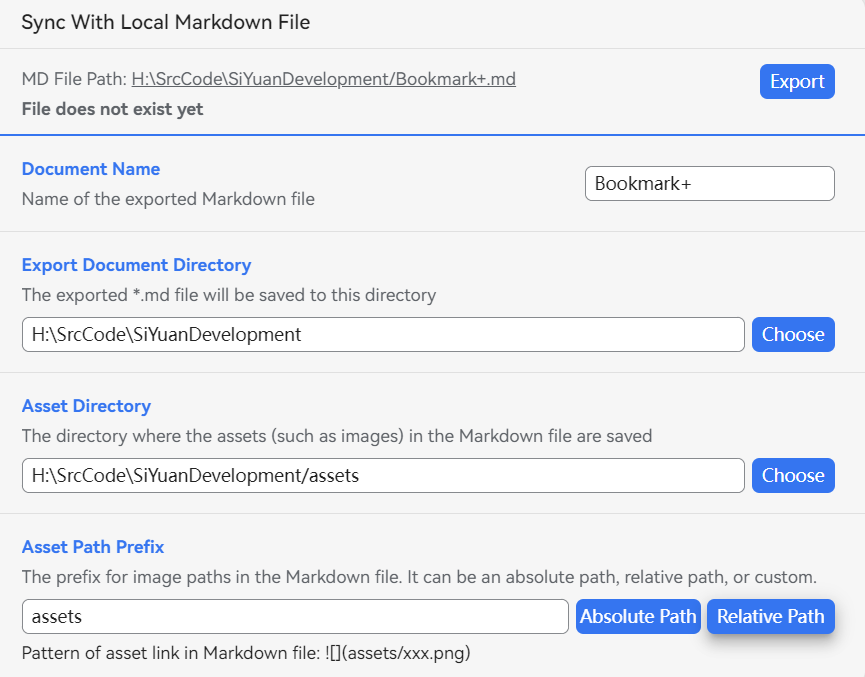 Sync With Local Markdown File
MD File Path: H:\SrcCode\SiYuanDevelopment/Bookmark+.md
Export
File does not exist yet
Document Name
Name of the exported Markdown file
Bookmark+
Export Document Directory
The exported *.md file will be saved to this directory
H:\SrcCode\SiYuanDevelopment
Choose
Asset Directory
The directory where the assets (such as images) in the Markdown file are saved
H:\SrcCode\SiYuanDevelopment/assets
Choose
Asset Path Prefix
The prefix for image paths in the Markdown file. It can be an absolute path, relative path, or custom.
assets
Absolute Path
Relative Path
Pattern of asset link in Markdown file: ![](assets/xxx.png)